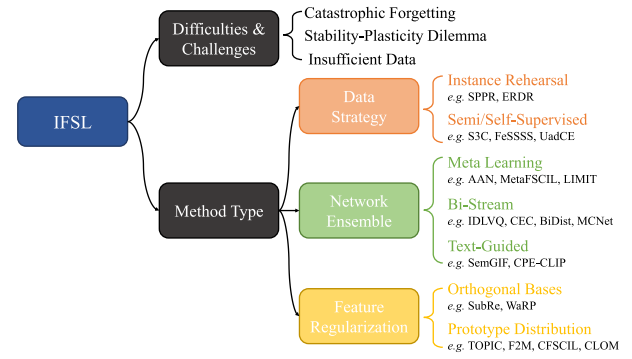 IFSL
Difficulties &
Challenges
Catastrophic Forgetting
Stability-Plasticity Dilemma
Insufficient Data
Method Type
Data
Strategy
Instance Rehearsal
e.g. SPPR, ERDR
Semi/Self-Supervised
e.g. S3C, FeSSSS, UadCE
Network
Ensemble
Meta Learning
e.g. AAN, MetaFSCIL, LIMIT
Bi-Stream
e.g. IDLVQ, CEC, BiDist, MCNet
Text-Guided
e.g. SemGIF, CPE-CLIP
Feature
Regularization
Orthogonal Bases
e.g. SubRe, WaRP
Prototype Distribution
e.g. TOPIC, F2M, CFSCIL, CLOM